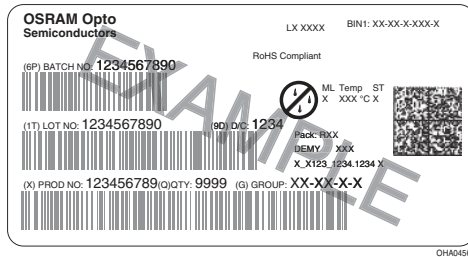 OSRAM Opto
Semiconductors
LX XXXX
BIN1: XX-XX-X-XXX-X
RoHS Compliant
(6P) BATCH NO: 1234567890
ML Temp ST
X XXX °C X
(1T) LOT NO: 1234567890 (9D) D/C: 1234
Pack: RXX
DEMY XXX
X_X123_1234.1234 X
(X) PROD NO: 123456789(Q)QTY: 9999 (G) GROUP: XX-XX-X-X
EXAMPLE